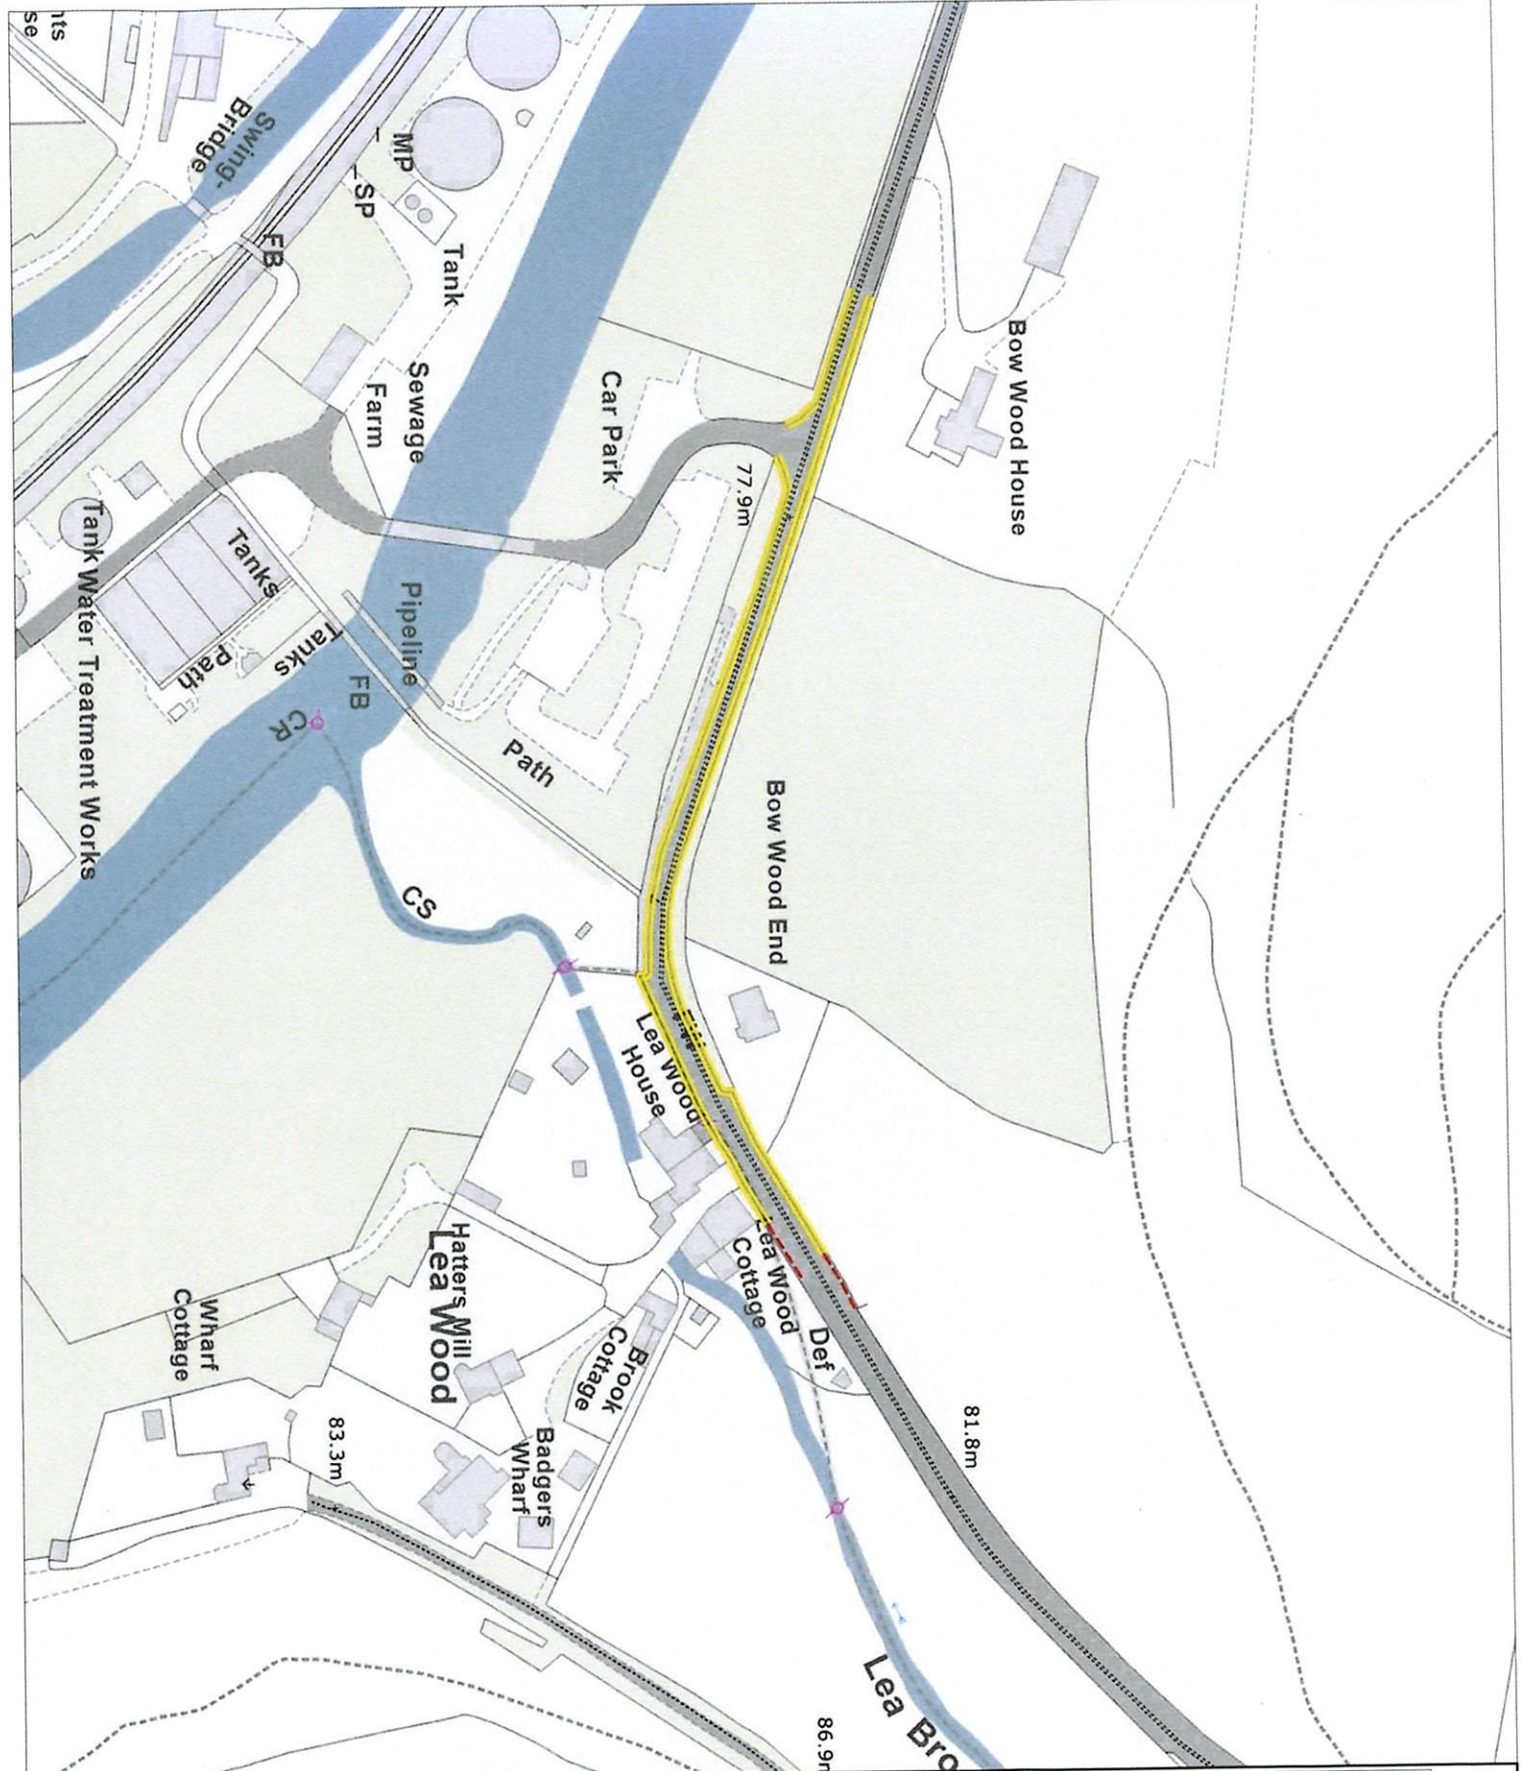 Swing-
Bridge
MP
SP
FB
Tank
Sewage
Farm
Car Park
77.9m
Bow Wood House
Tanks
Tank
Water Treatment Works
Path
Tanks
Pipeline
FB
CR
Path
CS
Bow Wood End
Lea Wood
House
Lea Wood
Cottage
Def
Hatters Mill
Lea Wood
Wharf
Cottage
Brook
Cottage
Badgers
Wharf
83.3m
81.8m
Lea Bro
86.9m